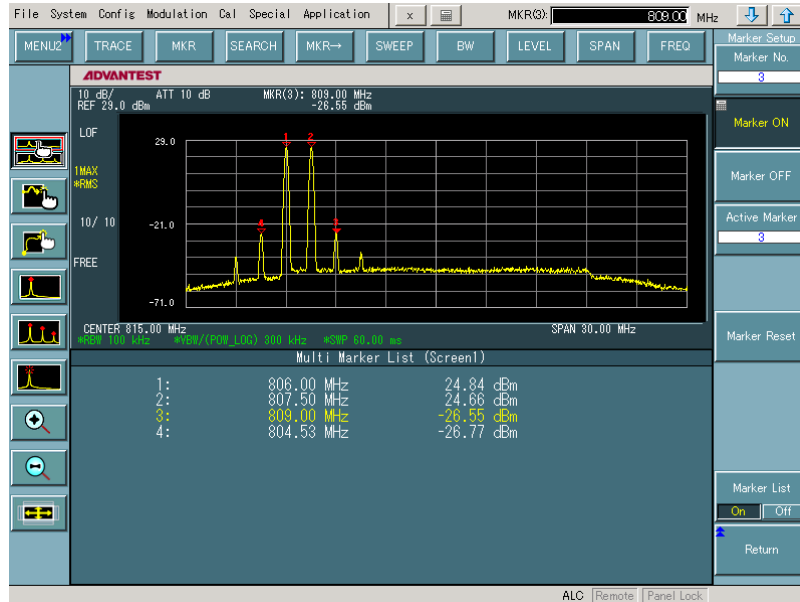 File System Config Modulation Cal Special Application x MKR(3): 809.00 MHz
MENU2 TRACE MKR SEARCH MKR→ SWEEP BW LEVEL SPAN FREQ
Marker Setup
Marker No.
3
Marker ON
Marker OFF
Active Marker
3
Marker Reset
Marker List
On Off
Return
ADVANTEST
10 dB/ ATT 10 dB MKR(3): 809.00 MHz
REF 29.0 dBm -26.55 dBm
LOF
1MAX
*RMS
10/ 10
FREE
29.0
-21.0
-71.0
1 2
4 3
CENTER 815.00 MHz SPAN 30.00 MHz
*RBW 100 kHz *VBW/(POW_LOG) 300 kHz *SWP 60.00 ms
Multi Marker List (Screen1)
1: 806.00 MHz 24.84 dBm
2: 807.50 MHz 24.66 dBm
3: 809.00 MHz -26.55 dBm
4: 804.53 MHz -26.77 dBm
ALC Remote Panel Lock